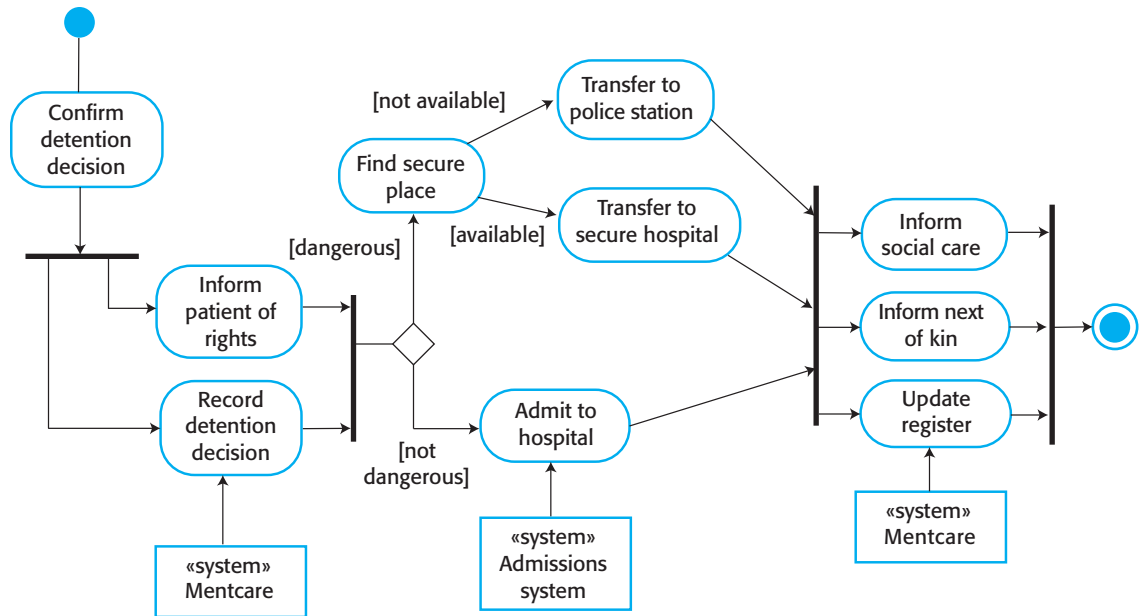 Confirm
detention
decision
Inform
patient of
rights
Record
detention
decision
«system»
Mentcare
[dangerous]
[not
dangerous]
Find secure
place
[not available]
[available]
Transfer to
police station
Transfer to
secure hospital
Admit to
hospital
«system»
Admissions
system
Inform
social care
Inform next
of kin
Update
register
«system»
Mentcare